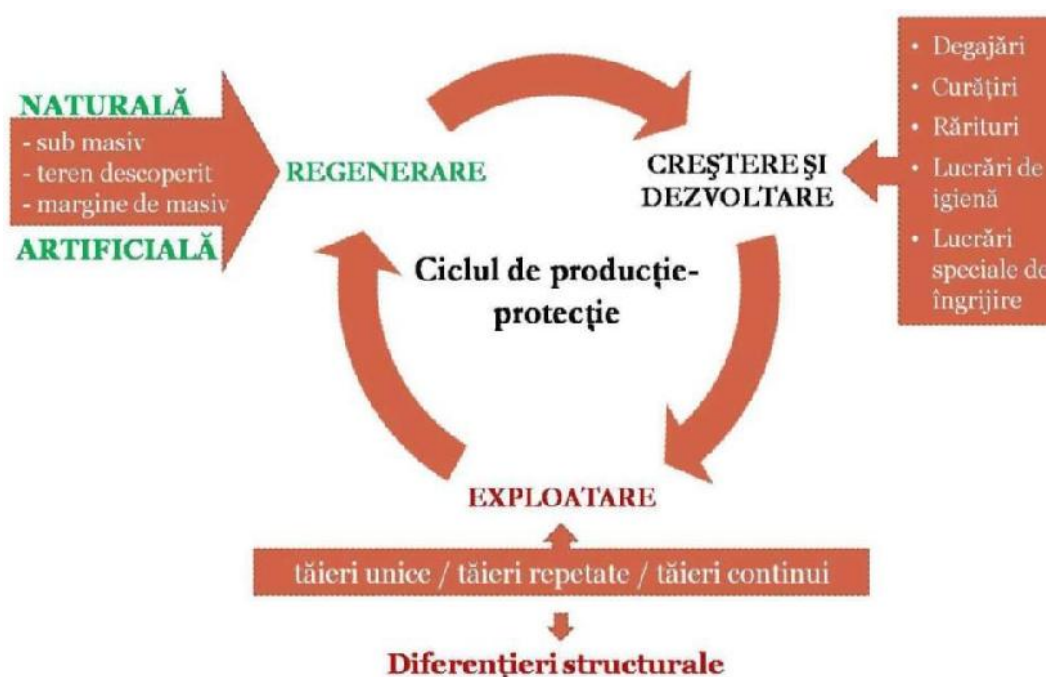 NATURALĂ
- sub masiv
- teren descoperit
- margine de masiv
ARTIFICIALĂ
REGENERARE
CREŞTERE ŞI
DEZVOLTARE
• Degajări
• Curăţiri
• Rărituri
• Lucrări de
igienă
• Lucrări
speciale de
îngrijire
Ciclul de producţie-
protecţie
EXPLOATARE
tăieri unice / tăieri repetate / tăieri continui
Diferenţieri structurale